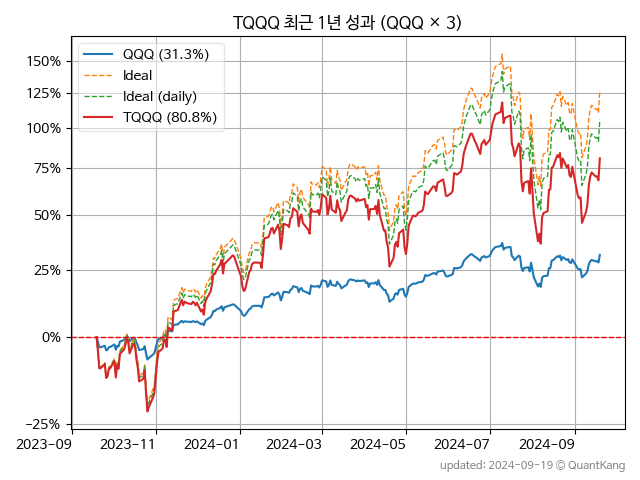 TQQQ 최근 1년 성과 (QQQ × 3)
QQQ (31.3%)
Ideal
Ideal (daily)
TQQQ (80.8%)
150%
125%
100%
75%
50%
25%
0%
−25%
2023-09 2023-11 2024-01 2024-03 2024-05 2024-07 2024-09
updated: 2024-09-19 © QuantKang